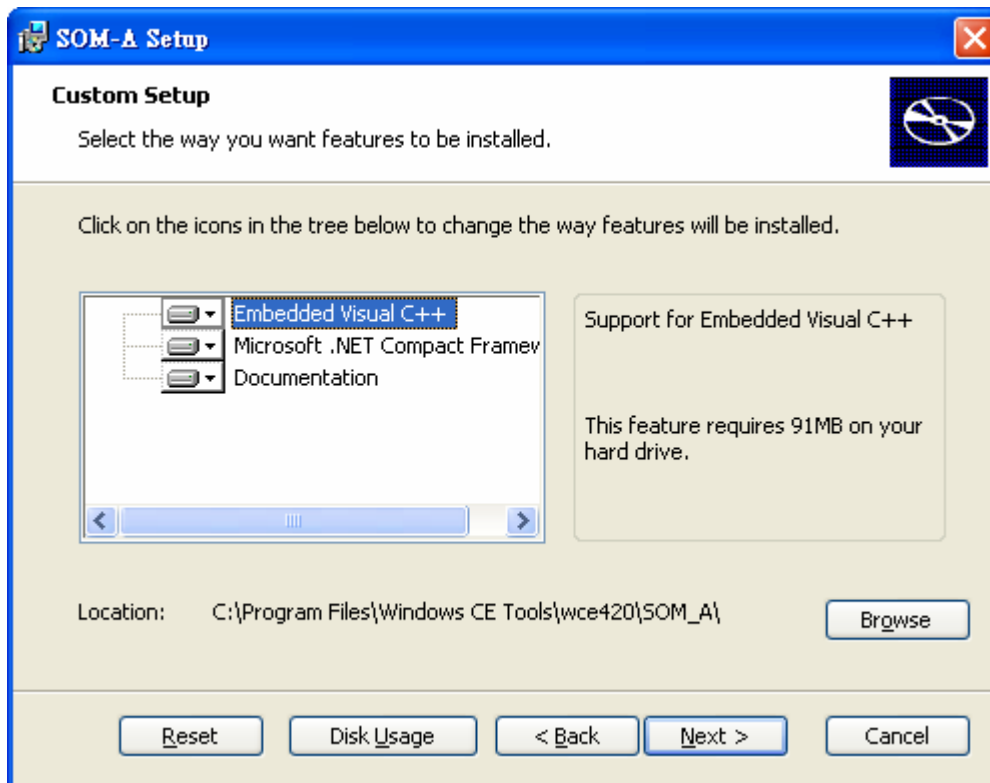 SOM-A Setup
Custom Setup
Select the way you want features to be installed.
Click on the icons in the tree below to change the way features will be installed.
Embedded Visual C++
Microsoft .NET Compact Framew
Documentation
Support for Embedded Visual C++
This feature requires 91MB on your
hard drive.
Location: C:\Program Files\Windows CE Tools\wce420\SOM_A\
Browse
Reset Disk Usage < Back Next > Cancel